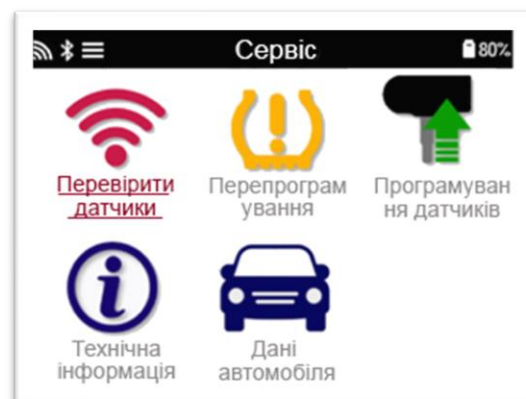 Сервіс 80%
Перевірити
датчики
Перепрограм
ування
Програмуван
ня датчиків
Технічна
інформація
Дані
автомобіля